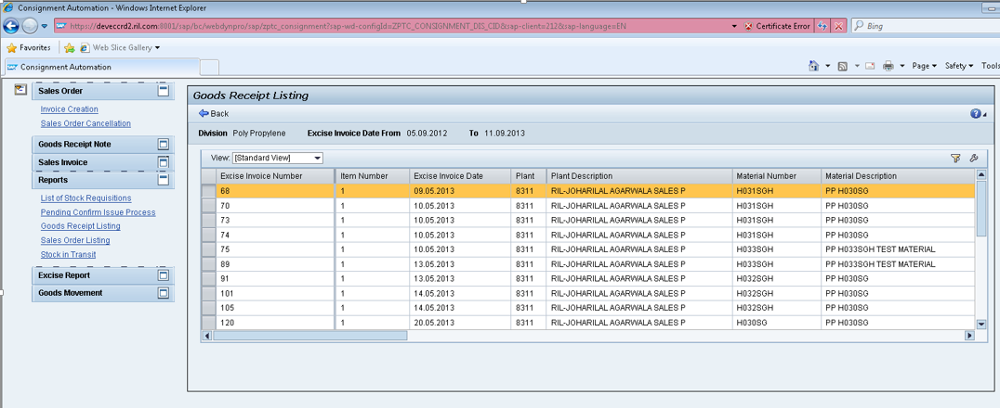 Consignment Automation - Windows Internet Explorer
https://deveccrd2.ril.com:8001/sap/bc/webdynpro/sap/zptc_consignment?sap-wd-configId=ZPTC_CONSIGNMENT_DIS_CID&sap-client=212&sap-language=EN Certificate Error Bing
Favorites Web Slice Gallery
Consignment Automation Page Safety Tools
Sales Order
Invoice Creation
Sales Order Cancellation
Goods Receipt Note
Sales Invoice
Reports
List of Stock Requisitions
Pending Confirm Issue Process
Goods Receipt Listing
Sales Order Listing
Stock in Transit
Excise Report
Goods Movement
Goods Receipt Listing
Back
Division Poly Propylene Excise Invoice Date From 05.09.2012 To 11.09.2013
View: [Standard View]
Excise Invoice Number Item Number Excise Invoice Date Plant Plant Description Material Number Material Description
68 1 09.05.2013 8311 RIL-JOHARILAL AGARWALA SALES P H031SGH PP H030SG
70 1 10.05.2013 8311 RIL-JOHARILAL AGARWALA SALES P H031SGH PP H030SG
73 1 10.05.2013 8311 RIL-JOHARILAL AGARWALA SALES P H031SGH PP H030SG
74 1 10.05.2013 8311 RIL-JOHARILAL AGARWALA SALES P H031SGH PP H030SG
75 1 10.05.2013 8311 RIL-JOHARILAL AGARWALA SALES P H033SGH PP H033SGH TEST MATERIAL
89 1 13.05.2013 8311 RIL-JOHARILAL AGARWALA SALES P H033SGH PP H033SGH TEST MATERIAL
91 1 13.05.2013 8311 RIL-JOHARILAL AGARWALA SALES P H032SGH PP H030SG
101 1 14.05.2013 8311 RIL-JOHARILAL AGARWALA SALES P H032SGH PP H030SG
105 1 14.05.2013 8311 RIL-JOHARILAL AGARWALA SALES P H032SGH PP H030SG
120 1 20.05.2013 8311 RIL-JOHARILAL AGARWALA SALES P H030SG PP H030SG